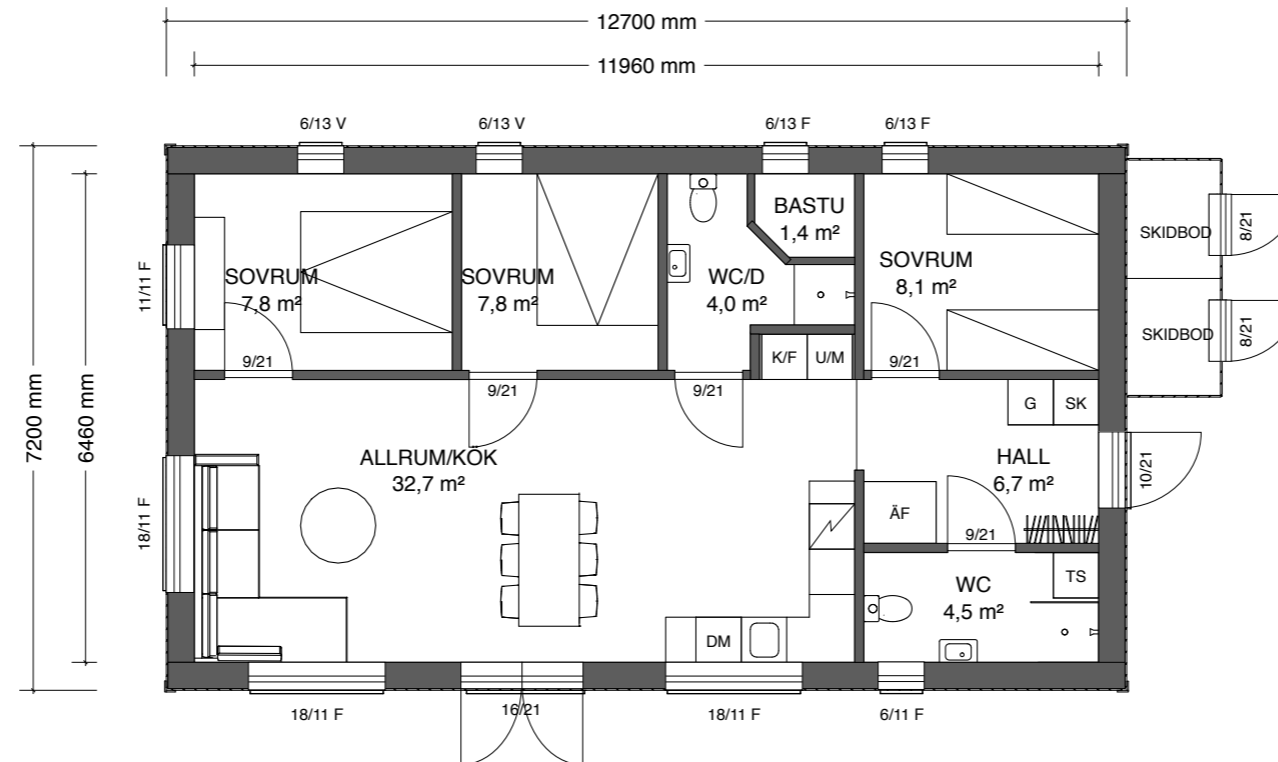 12700 mm
11960 mm
6/13 V
6/13 V
6/13 F
6/13 F
7200 mm
6460 mm
11/11 F
18/11 F
SOVRUM
7,8 m²
9/21
SOVRUM
7,8 m²
9/21
WC/D
4,0 m²
9/21
BASTU
1,4 m²
K/F
U/M
SOVRUM
8,1 m²
9/21
SKIDBOD
8/21
SKIDBOD
8/21
ALLRUM/KÖK
32,7 m²
G
SK
HALL
6,7 m²
10/21
ÄF
9/21
WC
4,5 m²
TS
DM
18/11 F
16/21
18/11 F
6/11 F